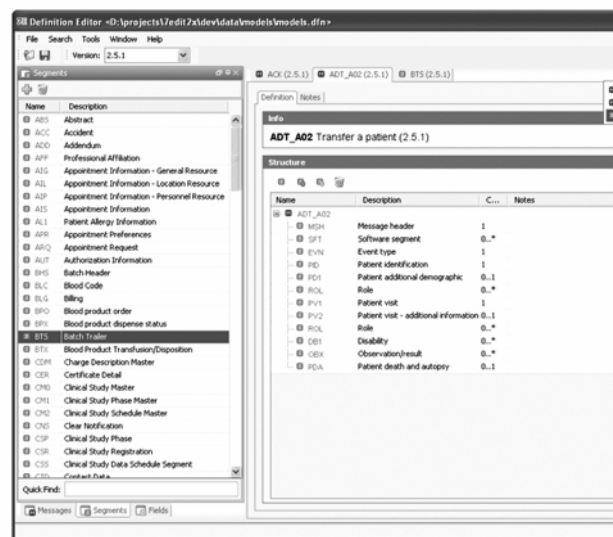 Definition Editor <D:\projects\7edit7x\dev\data\models\models.dfn>
File Search Tools Window Help
Version: 2.5.1
Segments
Name Description
ABS Abstract
ACC Accident
ADD Addendum
AFF Professional Affiliation
AIG Appointment Information - General Resource
AIL Appointment Information - Location Resource
AIP Appointment Information - Personnel Resource
AIS Appointment Information
AL1 Patient Allergy Information
APR Appointment Preferences
ARQ Appointment Request
AUT Authorization Information
BHS Batch Header
BLC Blood Code
BLG Billing
BPO Blood product order
BPX Blood product dispense status
BTS Batch Trailer
BTX Blood Product Transfusion/Disposition
CDM Charge Description Master
CER Certificate Detail
CM0 Clinical Study Master
CM1 Clinical Study Phase Master
CM2 Clinical Study Schedule Master
CNS Clear Notification
CSP Clinical Study Phase
CSR Clinical Study Registration
CSS Clinical Study Data Schedule Segment
CTD Contact Data
Quick Find:
Messages Segments Fields
ACK (2.5.1) ADT_A02 (2.5.1) BTS (2.5.1)
Definition Notes
Info
ADT_A02 Transfer a patient (2.5.1)
Structure
Name Description C... Notes
ADT_A02
MSH Message header 1
SFT Software segment 0..*
EVN Event type 1
PID Patient identification 1
PD1 Patient additional demographic 0..1
ROL Role 0..*
PV1 Patient visit 1
PV2 Patient visit - additional information 0..1
ROL Role 0..*
DB1 Disability 0..*
OBX Observation/result 0..*
PDA Patient death and autopsy 0..1